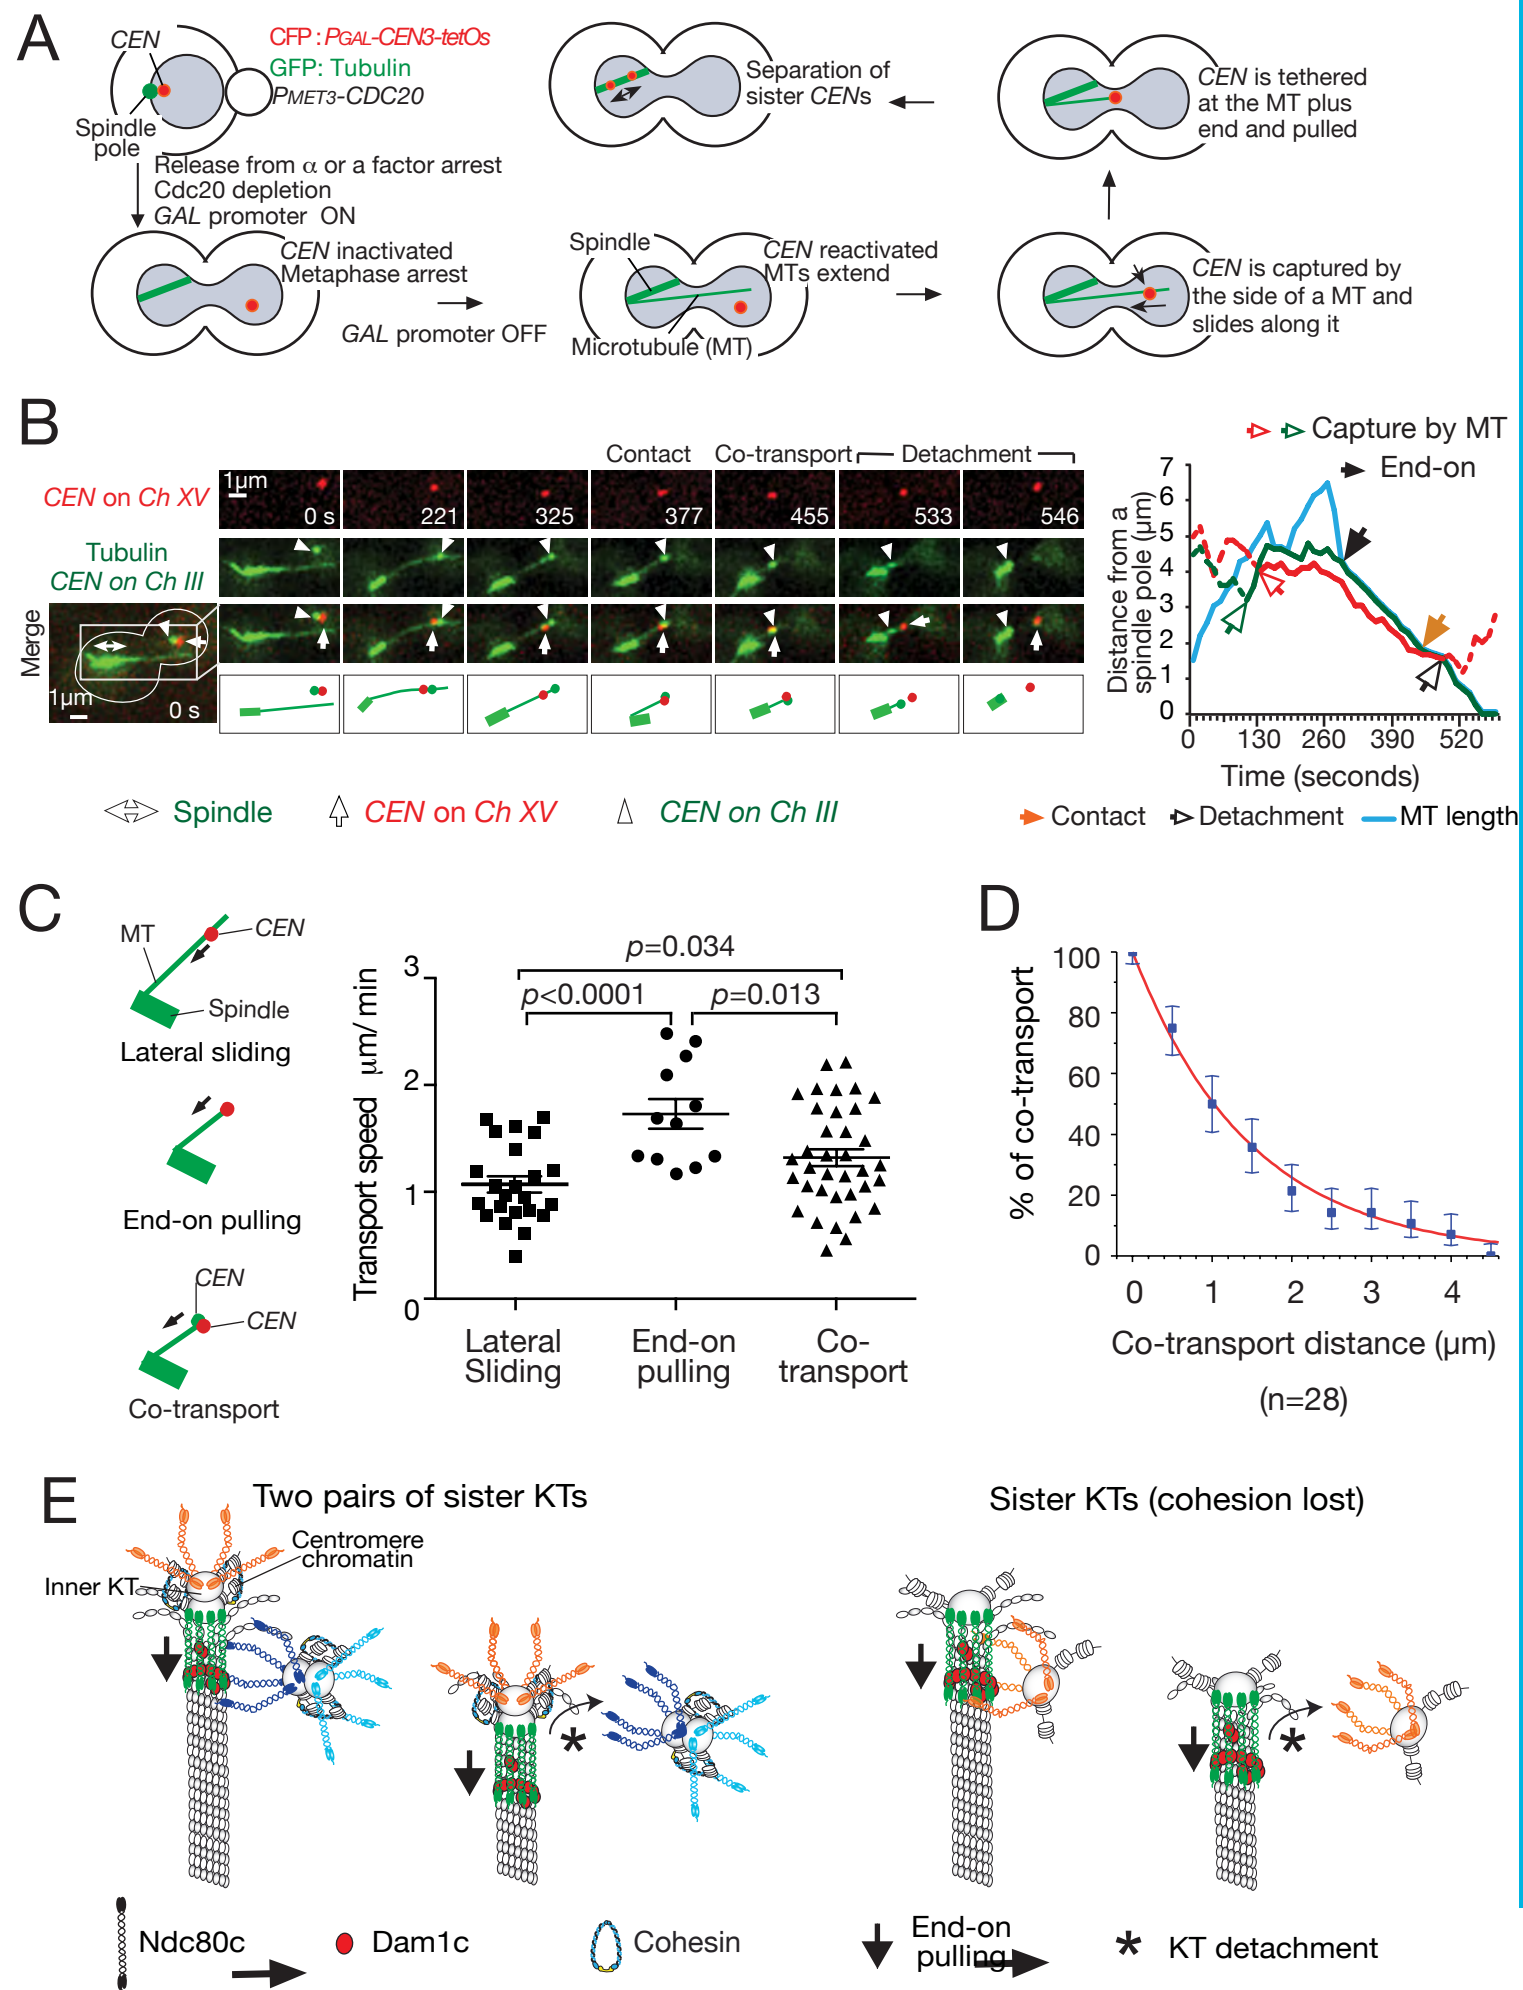 A
CEN
CFP : PGAL-CEN3-tetOs
GFP: Tubulin
PMET3-CDC20
Spindle
pole
Release from α or a factor arrest
Cdc20 depletion
GAL promoter ON
CEN inactivated
Metaphase arrest
GAL promoter OFF
Spindle
CEN reactivated
MTs extend
Microtubule (MT)
CEN is captured by
the side of a MT and
slides along it
CEN is tethered
at the MT plus
end and pulled
Separation of
sister CENs
B
Contact
Co-transport
Detachment
CEN on Ch XV
1µm
0 s
221
325
377
455
533
546
Tubulin
CEN on Ch III
Merge
1µm
0 s
Spindle
CEN on Ch XV
CEN on Ch III
Capture by MT
End-on
Distance from a
spindle pole (µm)
7
6
5
4
3
2
1
0
0
130
260
390
520
Time (seconds)
Contact
Detachment
MT length
C
MT
CEN
Spindle
Lateral sliding
End-on pulling
CEN
CEN
Co-transport
Transport speed µm/ min
3
2
1
0
p=0.034
p<0.0001
p=0.013
Lateral
Sliding
End-on
pulling
Co-
transport
D
% of co-transport
100
80
60
40
20
0
0
1
2
3
4
Co-transport distance (µm)
(n=28)
E
Two pairs of sister KTs
Sister KTs (cohesion lost)
Centromere
chromatin
Inner KT
*
*
Ndc80c
Dam1c
Cohesin
End-on
pulling
* KT detachment